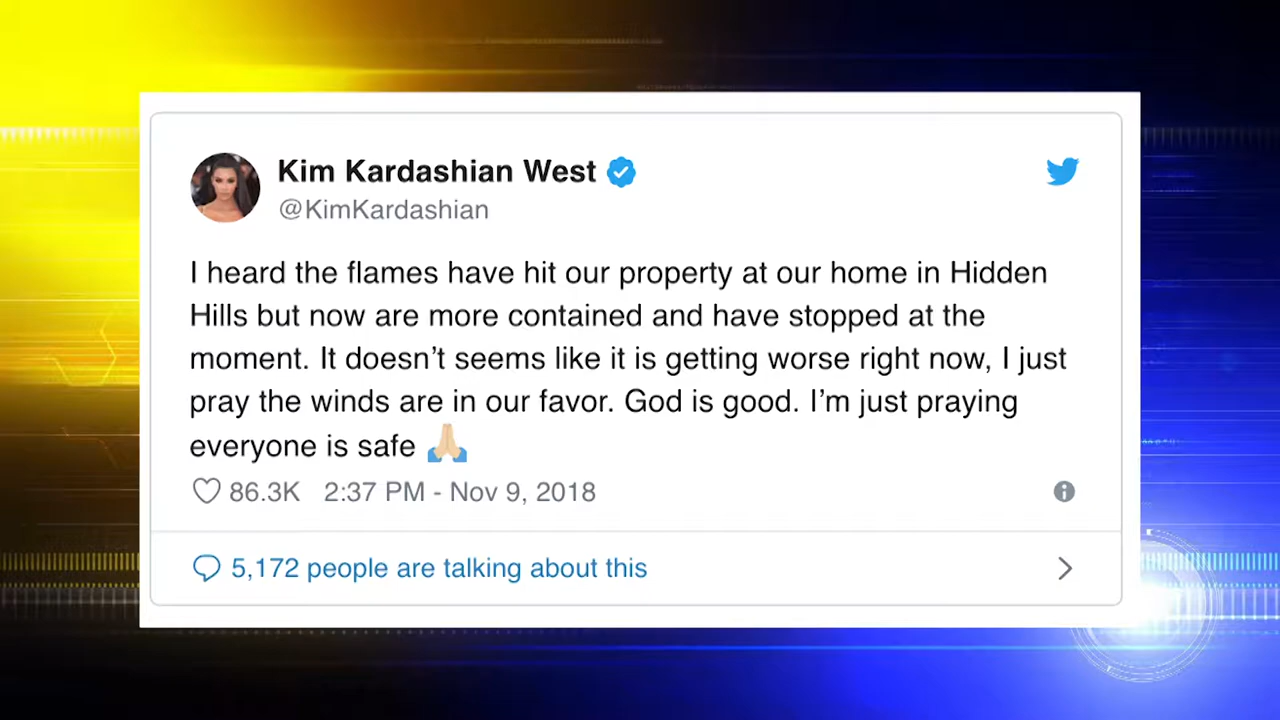 Kim Kardashian West
@KimKardashian
I heard the flames have hit our property at our home in Hidden
Hills but now are more contained and have stopped at the
moment. It doesn’t seems like it is getting worse right now, I just
pray the winds are in our favor. God is good. I’m just praying
everyone is safe 🙏🏼
86.3K 2:37 PM - Nov 9, 2018
5,172 people are talking about this